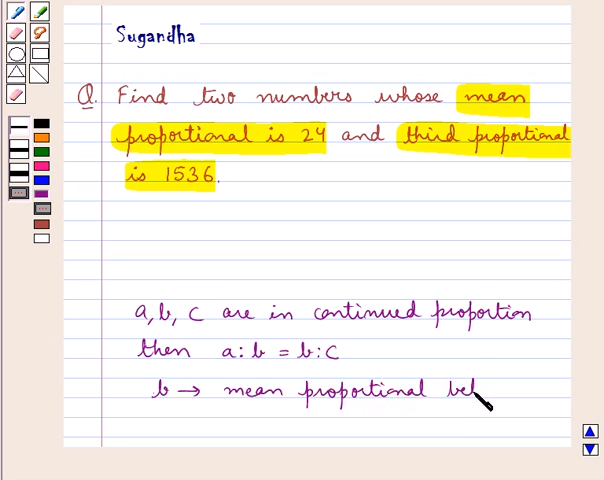 Sugandha
Q. Find two numbers whose mean
proportional is 24 and third proportional
is 1536.
a, b, c are in continued proportion
then a : b = b : c
b → mean proportional bet